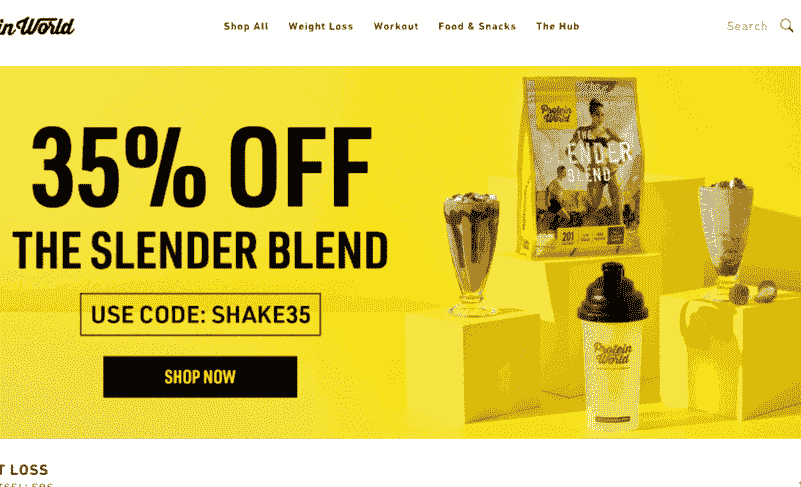 in World
Shop All Weight Loss Workout Food & Snacks The Hub
Search
35% OFF
THE SLENDER BLEND
USE CODE: SHAKE35
SHOP NOW
Protein
World
THE
SLENDER
BLEND
201
Protein
World
T LOSS